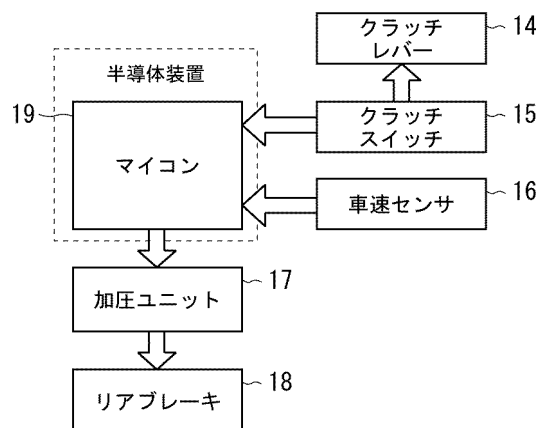 クラッチ
レバー
14
半導体装置
19
マイコン
クラッチ
スイッチ
15
車速センサ
16
加圧ユニット
17
リアブレーキ
18